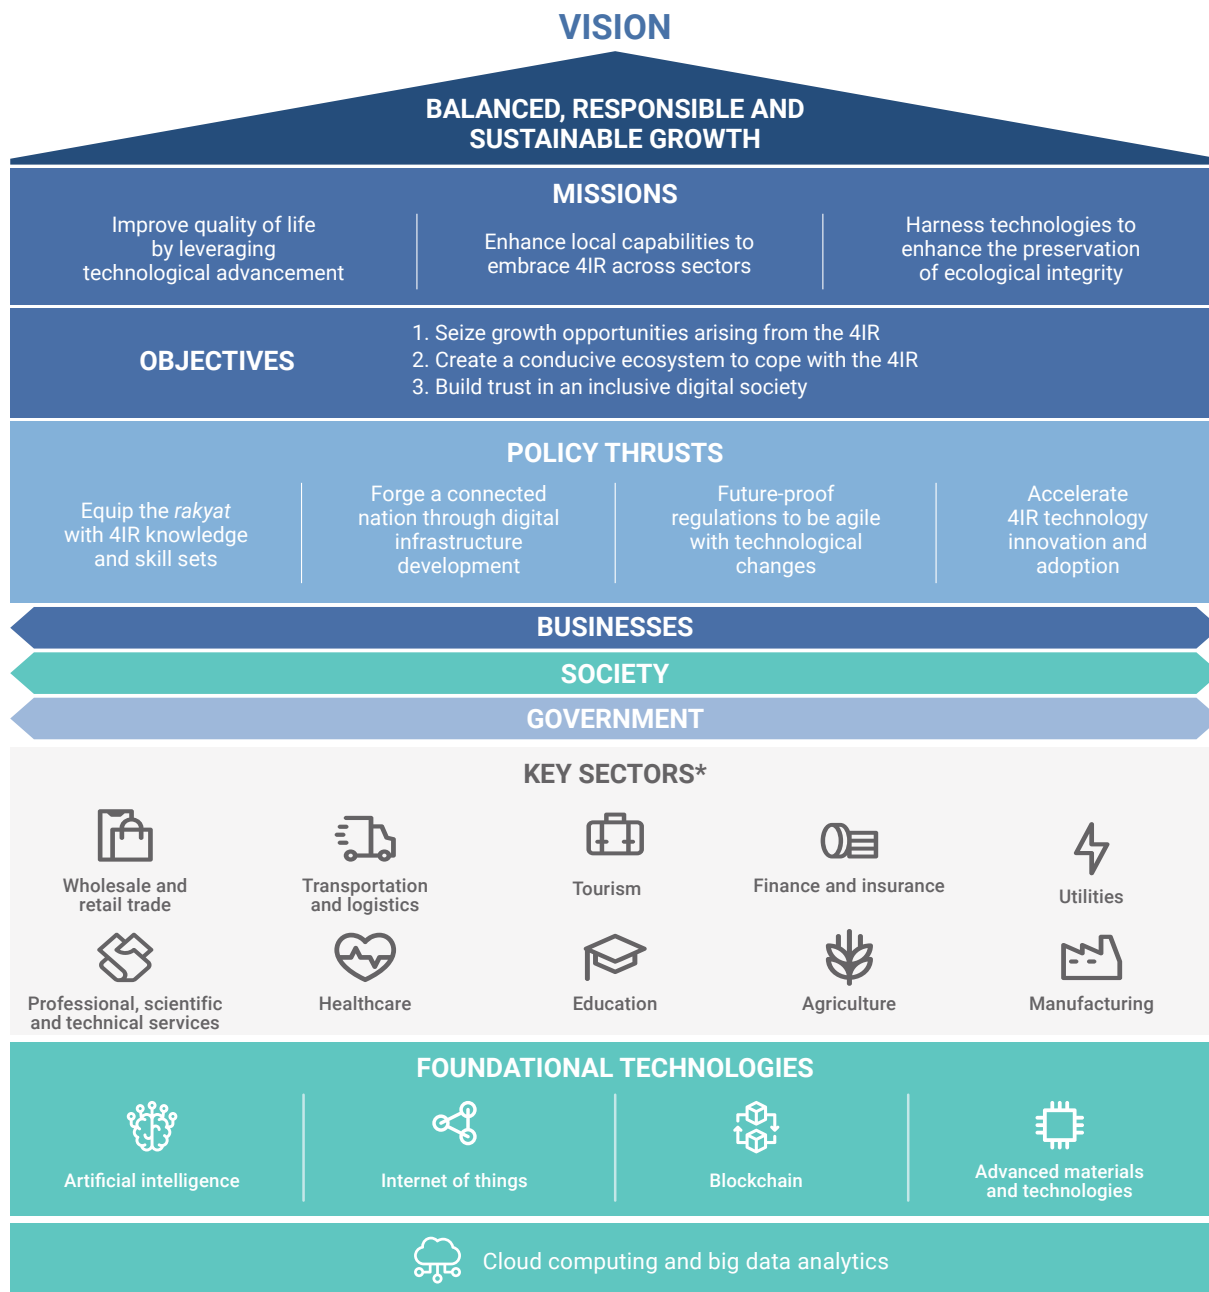 VISION
BALANCED, RESPONSIBLE AND
SUSTAINABLE GROWTH
MISSIONS
Improve quality of life
by leveraging
technological advancement
Enhance local capabilities to
embrace 4IR across sectors
Harness technologies to
enhance the preservation
of ecological integrity
OBJECTIVES
1. Seize growth opportunities arising from the 4IR
2. Create a conducive ecosystem to cope with the 4IR
3. Build trust in an inclusive digital society
POLICY THRUSTS
Equip the rakyat
with 4IR knowledge
and skill sets
Forge a connected
nation through digital
infrastructure
development
Future-proof
regulations to be agile
with technological
changes
Accelerate
4IR technology
innovation and
adoption
BUSINESSES
SOCIETY
GOVERNMENT
KEY SECTORS*
Wholesale and
retail trade
Transportation
and logistics
Tourism
Finance and insurance
Utilities
Professional, scientific
and technical services
Healthcare
Education
Agriculture
Manufacturing
FOUNDATIONAL TECHNOLOGIES
Artificial intelligence
Internet of things
Blockchain
Advanced materials
and technologies
Cloud computing and big data analytics